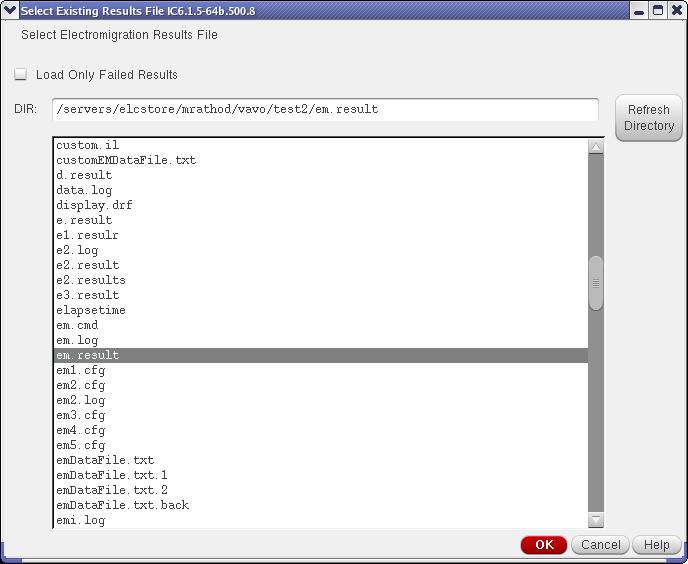 Select Existing Results File IC6.1.5-64b.500.8
Select Electromigration Results File
Load Only Failed Results
DIR: /servers/elcstore/mrathod/vavo/test2/em.result
Refresh
Directory
custom.il
customEMDataFile.txt
d.result
data.log
display.drf
e.result
e1.resulr
e2.log
e2.result
e2.results
e3.result
elapsetime
em.cmd
em.log
em.result
em1.cfg
em2.cfg
em2.log
em3.cfg
em4.cfg
em5.cfg
emDataFile.txt
emDataFile.txt.1
emDataFile.txt.2
emDataFile.txt.back
emi.log
OK Cancel Help